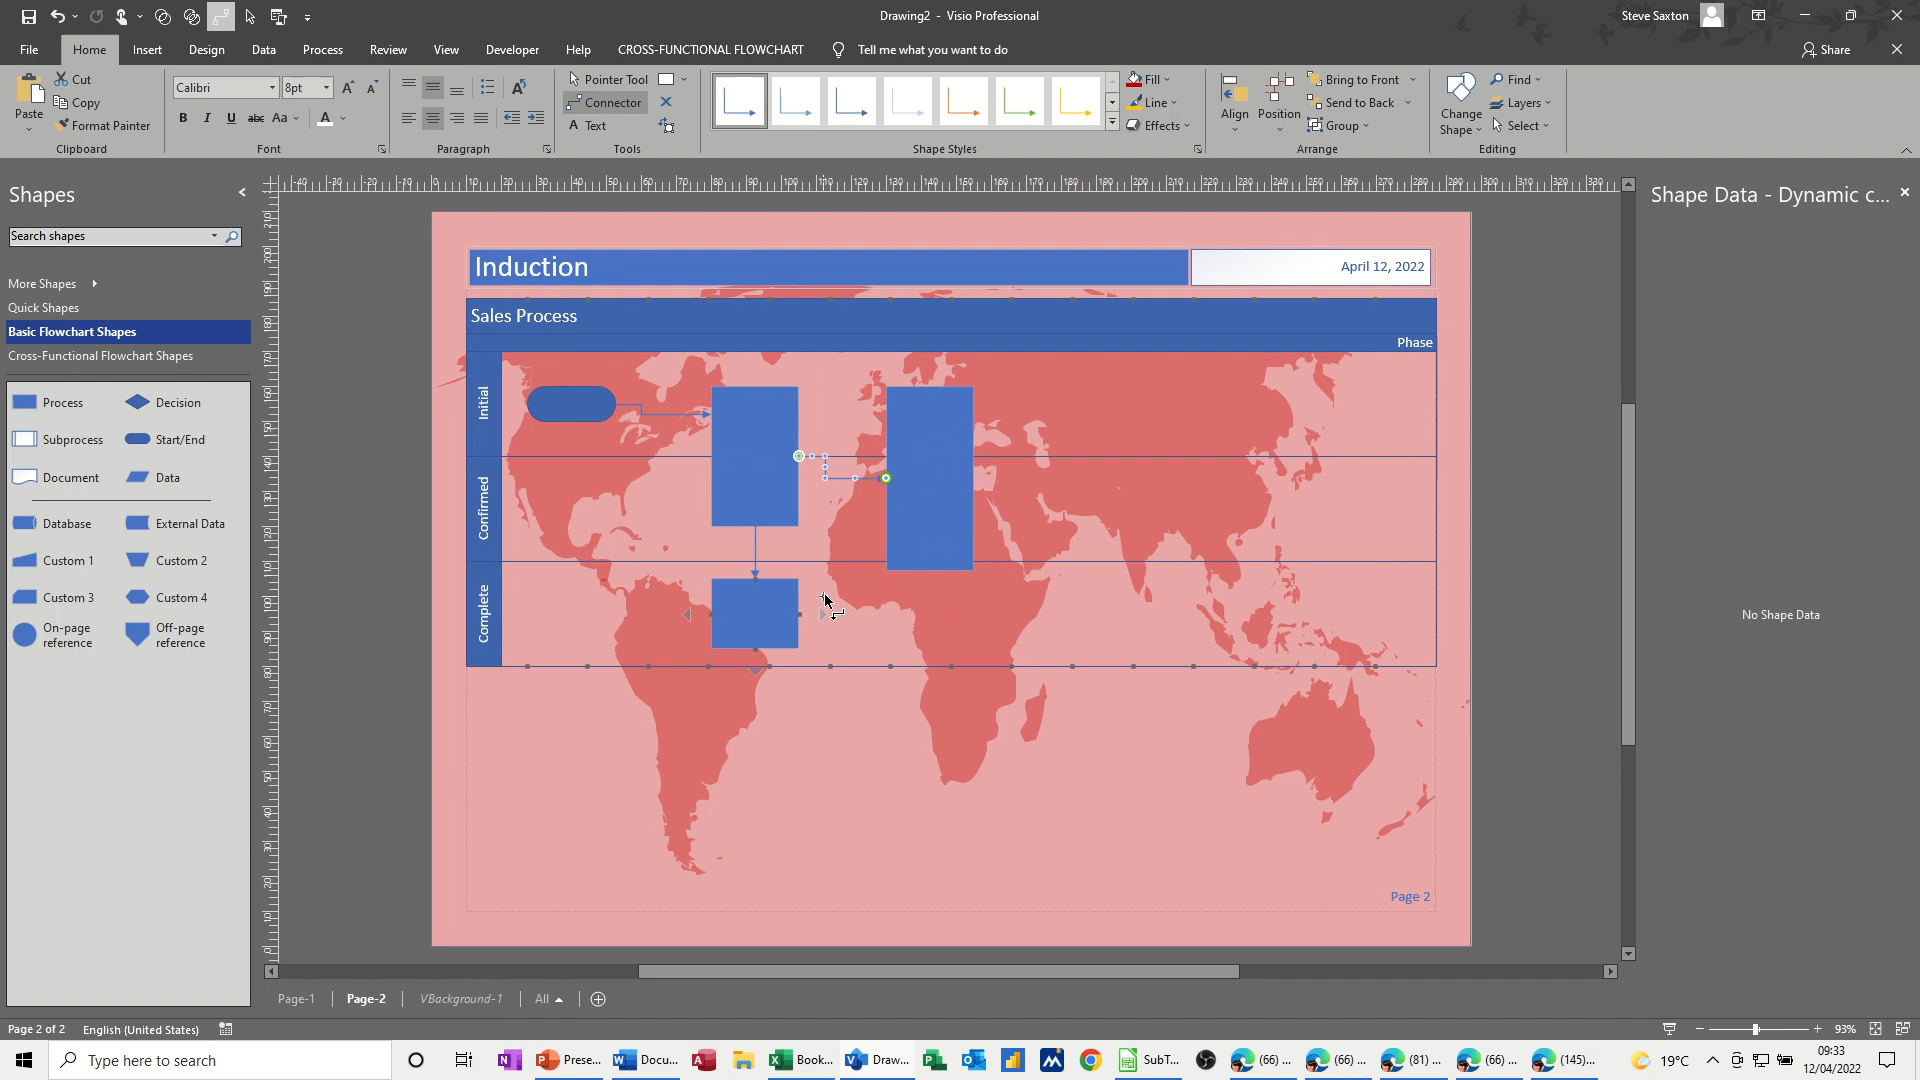 Drawing2 - Visio Professional
Steve Saxton
File Home Insert Design Data Process Review View Developer Help CROSS-FUNCTIONAL FLOWCHART Tell me what you want to do
Share
Paste
Cut
Copy
Format Painter
Clipboard
Calibri 8pt
B I U abc Aa A
Font
Paragraph
Pointer Tool
Connector
A Text
Tools
Shape Styles
Fill
Line
Effects
Align
Position
Bring to Front
Send to Back
Group
Arrange
Change Shape
Find
Layers
Select
Editing
Shapes
Search shapes
More Shapes
Quick Shapes
Basic Flowchart Shapes
Cross-Functional Flowchart Shapes
Process Decision
Subprocess Start/End
Document Data
Database External Data
Custom 1 Custom 2
Custom 3 Custom 4
On-page reference Off-page reference
Induction
April 12, 2022
Sales Process
Phase
Initial
Confirmed
Complete
Page 2
Shape Data - Dynamic c...
No Shape Data
Page-1 Page-2 VBackground-1 All
Page 2 of 2 English (United States)
93%
Type here to search
Prese...
Docu...
Book...
Draw...
SubT...
(66) ...
(66) ...
(81) ...
(66) ...
(145)...
19°C
09:33
12/04/2022